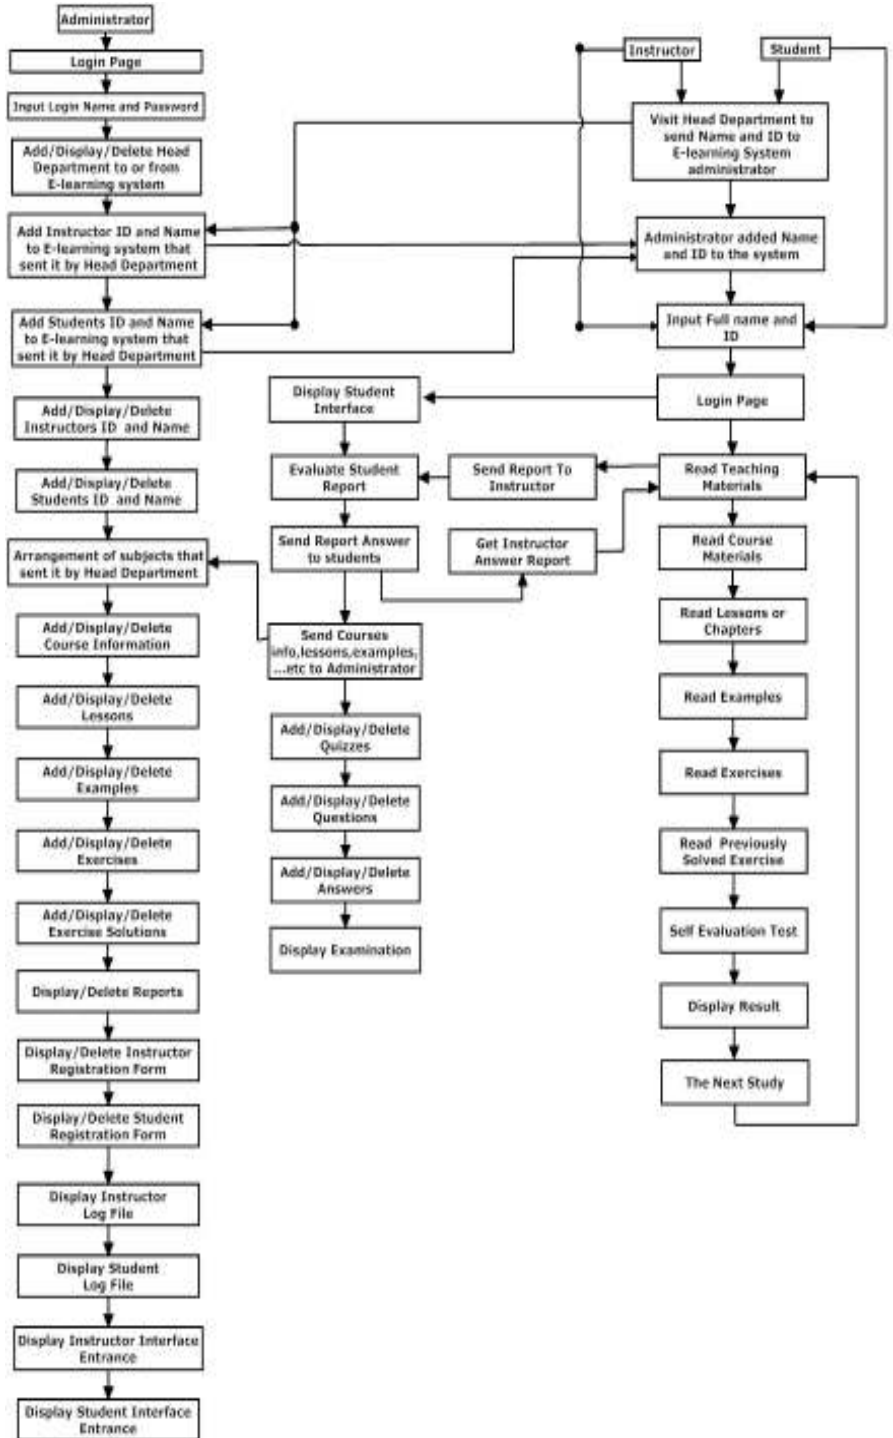 Administrator
Login Page
Input Login Name and Password
Add/Display/Delete Head
Department to or from
E-learning system
Add Instructor ID and Name
to E-learning system that
sent it by Head Department
Add Students ID and Name
to E-learning system that
sent it by Head Department
Add/Display/Delete
Instructors ID and Name
Add/Display/Delete
Students ID and Name
Arrangement of subjects that
sent it by Head Department
Add/Display/Delete
Course Information
Add/Display/Delete
Lessons
Add/Display/Delete
Examples
Add/Display/Delete
Exercises
Add/Display/Delete
Exercise Solutions
Display/Delete Reports
Display/Delete Instructor
Registration Form
Display/Delete Student
Registration Form
Display Instructor
Log File
Display Student
Log File
Display Instructor Interface
Entrance
Display Student Interface
Entrance
Display Student
Interface
Evaluate Student
Report
Send Report Answer
to students
Send Courses
info,lessons,examples,
...etc to Administrator
Add/Display/Delete
Quizzes
Add/Display/Delete
Questions
Add/Display/Delete
Answers
Display Examination
Send Report To
Instructor
Get Instructor
Answer Report
Instructor
Student
Visit Head Department to
send Name and ID to
E-learning System
administrator
Administrator added Name
and ID to the system
Input Full name and
ID
Login Page
Read Teaching
Materials
Read Course
Materials
Read Lessons or
Chapters
Read Examples
Read Exercises
Read Previously
Solved Exercise
Self Evaluation Test
Display Result
The Next Study